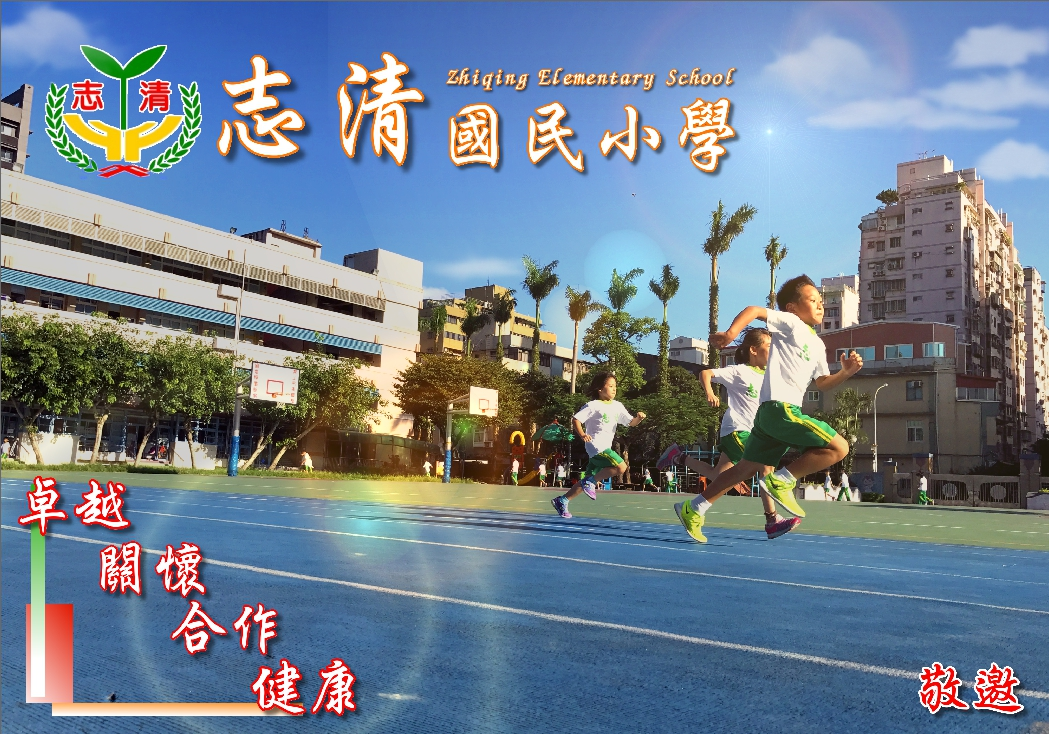 志清
志清
Zhiqing Elementary School
國民小學
卓越
關懷
合作
健康
敬邀